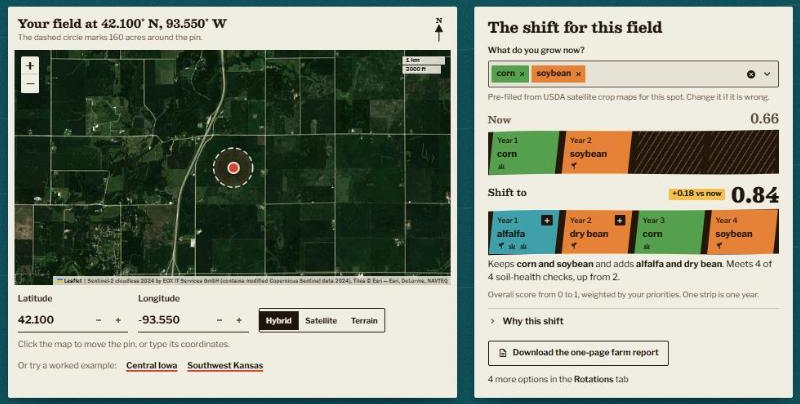 Your field at 42.100° N, 93.550° W
The dashed circle marks 160 acres around the pin.
N
+
−
1 km
3000 ft
Leaflet | Sentinel-2 cloudless 2024 by EOX IT Services GmbH (contains modified Copernicus Sentinel data 2024), Tiles © Esri — Esri, DeLorme, NAVTEQ
Latitude
Longitude
42.100 − +
-93.550 − +
Hybrid Satellite Terrain
Click the map to move the pin, or type its coordinates.
Or try a worked example: Central Iowa Southwest Kansas
The shift for this field
What do you grow now?
corn × soybean ×
Pre-filled from USDA satellite crop maps for this spot. Change it if it is wrong.
Now 0.66
Year 1 Year 2
corn soybean
Shift to +0.18 vs now 0.84
Year 1 + Year 2 + Year 3 Year 4
alfalfa dry bean corn soybean
Keeps corn and soybean and adds alfalfa and dry bean. Meets 4 of
4 soil-health checks, up from 2.
Overall score from 0 to 1, weighted by your priorities. One strip is one year.
Why this shift
Download the one-page farm report
4 more options in the Rotations tab